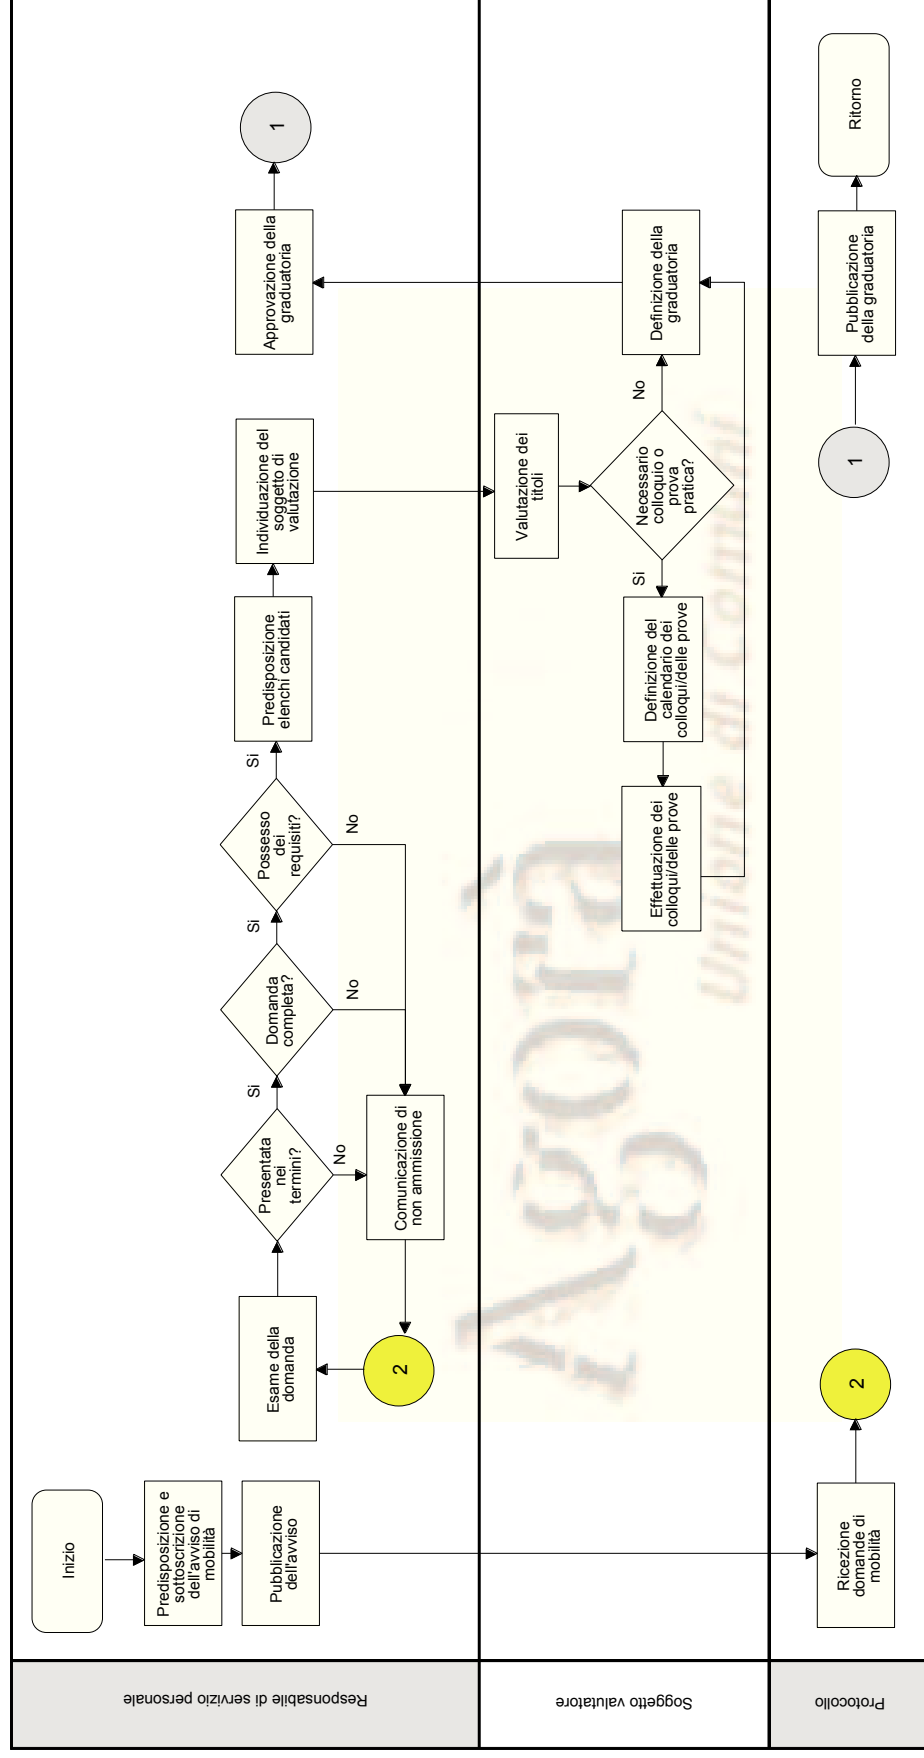 Responsabile di servizio personale
Inizio
Predisposizione e
sottoscrizione
dell'avviso di
mobilità
Pubblicazione
dell'avviso
Esame della
domanda
2
Presentata
nei
termini?
Si
No
Comunicazione di
non ammissione
Domanda
completa?
Si
No
Possesso
dei
requisiti?
Si
No
Predisposizione
elenchi candidati
Individuazione del
soggetto di
valutazione
Approvazione della
graduatoria
1
Soggetto valutatore
Valutazione dei
titoli
Necessario
colloquio o
prova
pratica?
Si
No
Definizione del
calendario dei
colloqui/delle prove
Effettuazione dei
colloqui/delle prove
Definizione della
graduatoria
Protocollo
Ricezione
domande di
mobilità
2
1
Pubblicazione
della graduatoria
Ritorno
Agorà
Unione di Comuni